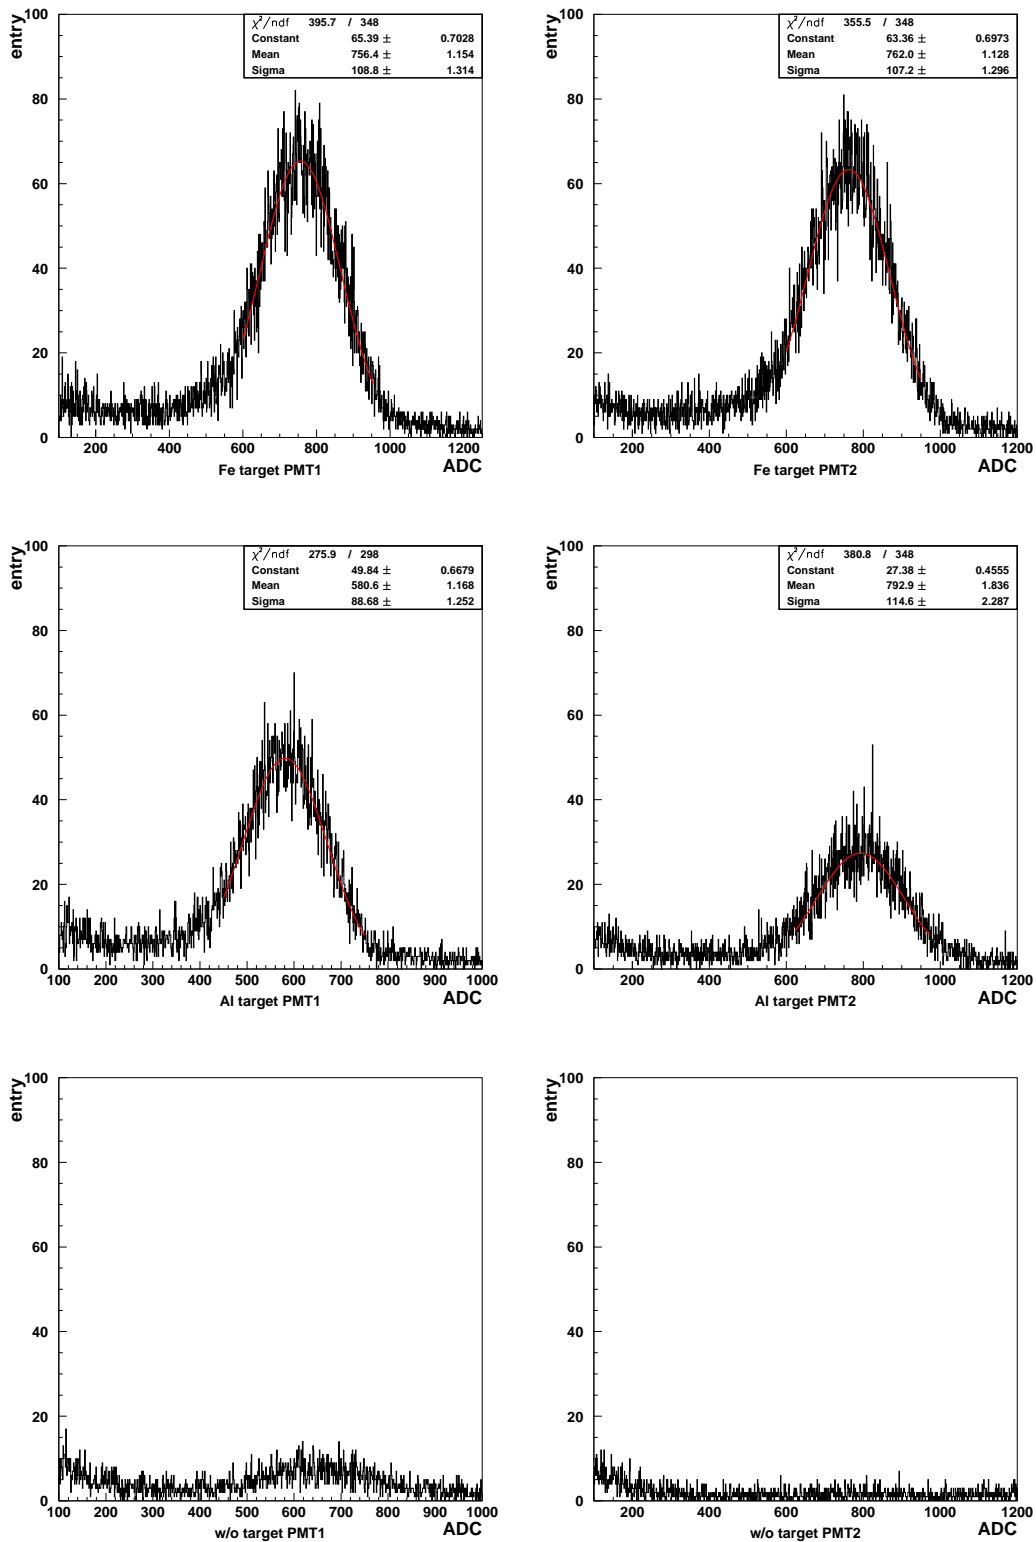 entry
χ²/ndf 395.7 / 348
Constant 65.39 ± 0.7028
Mean 756.4 ± 1.154
Sigma 108.8 ± 1.314
100
80
60
40
20
0
200 400 600 800 1000 1200
Fe target PMT1
ADC
entry
χ²/ndf 355.5 / 348
Constant 63.36 ± 0.6973
Mean 762.0 ± 1.128
Sigma 107.2 ± 1.296
100
80
60
40
20
0
200 400 600 800 1000 1200
Fe target PMT2
ADC
entry
χ²/ndf 275.9 / 298
Constant 49.84 ± 0.6679
Mean 580.6 ± 1.168
Sigma 88.68 ± 1.252
100
80
60
40
20
0
100 200 300 400 500 600 700 800 900 1000
Al target PMT1
ADC
entry
χ²/ndf 380.8 / 348
Constant 27.38 ± 0.4555
Mean 792.9 ± 1.836
Sigma 114.6 ± 2.287
100
80
60
40
20
0
200 400 600 800 1000 1200
Al target PMT2
ADC
entry
100
80
60
40
20
0
100 200 300 400 500 600 700 800 900 1000
w/o target PMT1
ADC
entry
100
80
60
40
20
0
200 400 600 800 1000 1200
w/o target PMT2
ADC